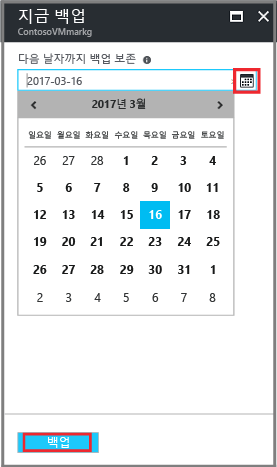 지금 백업
ContosoVMmarkg
다음 날자까지 백업 보존
2017-03-16
2017년 3월
일요일 월요일 화요일 수요일 목요일 금요일 토요일
26 27 28 1 2 3 4
5 6 7 8 9 10 11
12 13 14 15 16 17 18
19 20 21 22 23 24 25
26 27 28 29 30 31 1
2 3 4 5 6 7 8
백업